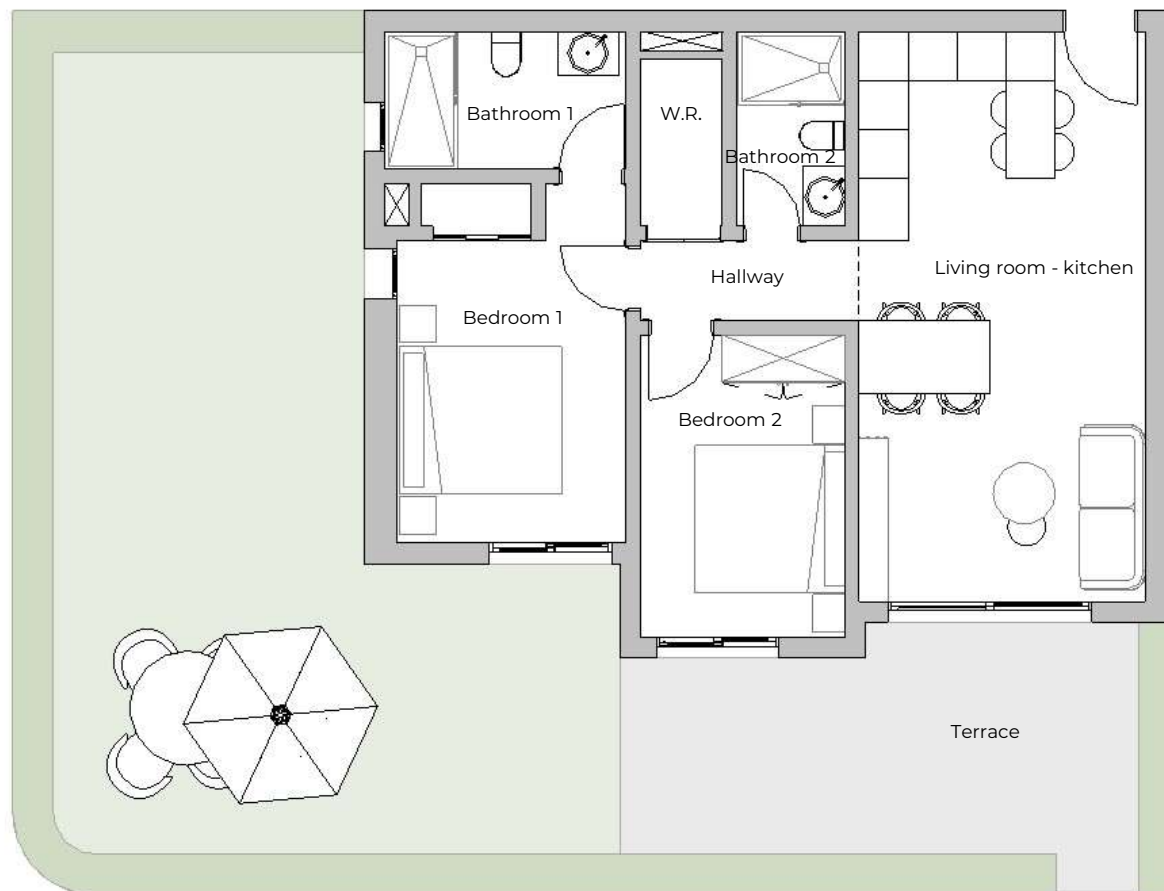 Bathroom 1
W.R.
Bathroom 2
Hallway
Living room - kitchen
Bedroom 1
Bedroom 2
Terrace